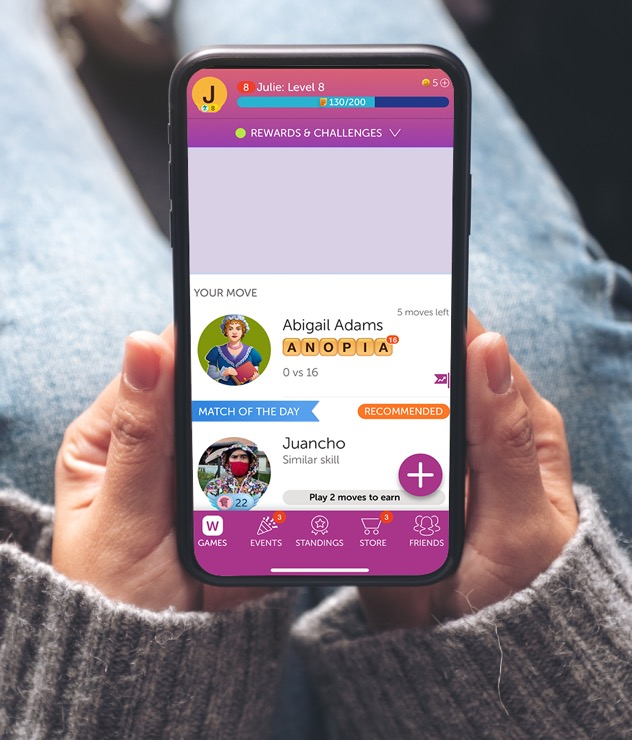 J
8
8 Julie: Level 8
5
130/200
REWARDS & CHALLENGES
YOUR MOVE
5 moves left
Abigail Adams
ANOPIA 16
0 vs 16
MATCH OF THE DAY
RECOMMENDED
Juancho
Similar skill
22
Play 2 moves to earn
W 3 3
GAMES EVENTS STANDINGS STORE FRIENDS